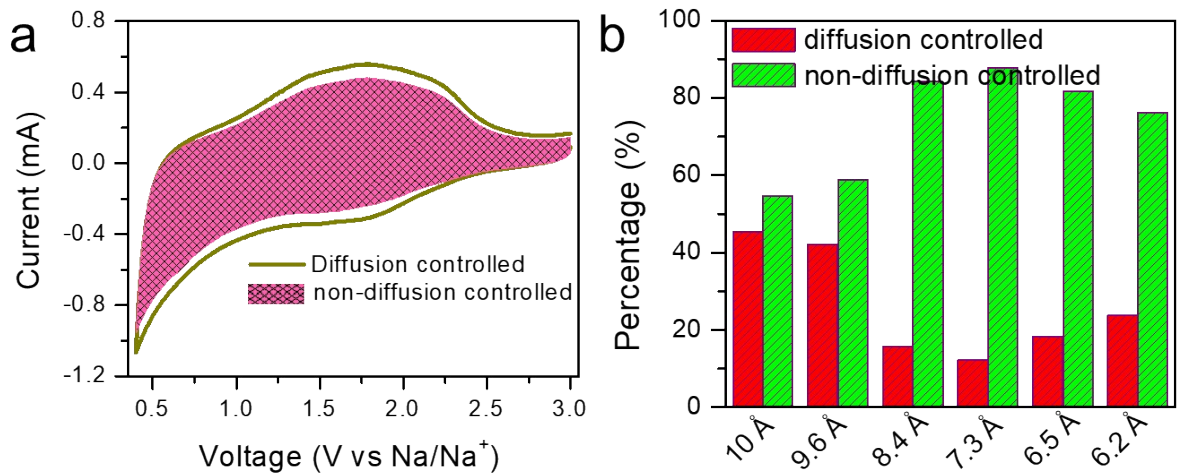 a
0.8
0.4
0.0
-0.4
-0.8
-1.2
Current (mA)
Diffusion controlled
non-diffusion controlled
0.5 1.0 1.5 2.0 2.5 3.0
Voltage (V vs Na/Na⁺)
b
100
80
60
40
20
0
Percentage (%)
diffusion controlled
non-diffusion controlled
10 Å 9.6 Å 8.4 Å 7.3 Å 6.5 Å 6.2 Å